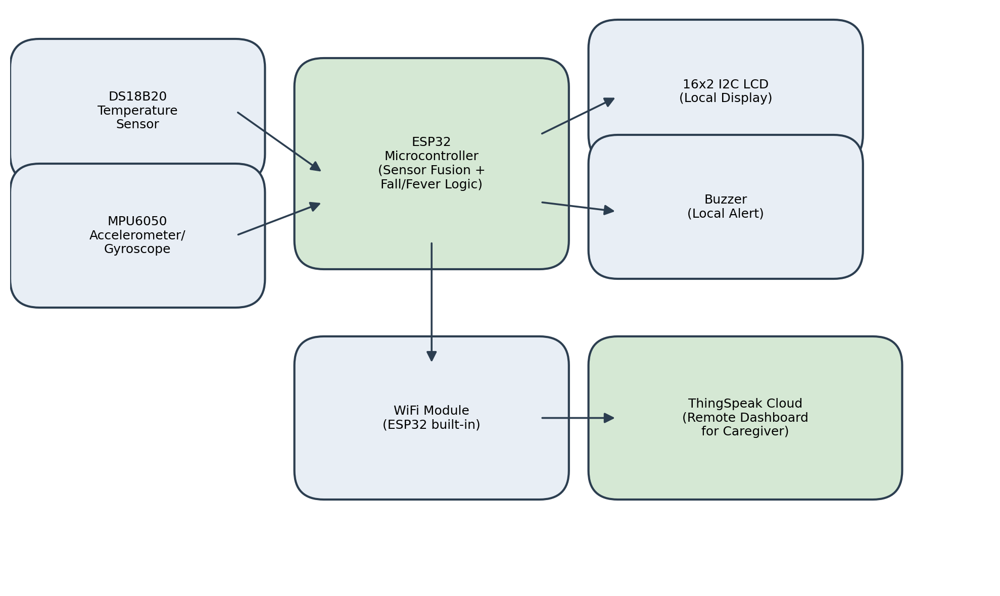 DS18B20
Temperature
Sensor
MPU6050
Accelerometer/
Gyroscope
ESP32
Microcontroller
(Sensor Fusion +
Fall/Fever Logic)
16x2 I2C LCD
(Local Display)
Buzzer
(Local Alert)
WiFi Module
(ESP32 built-in)
ThingSpeak Cloud
(Remote Dashboard
for Caregiver)